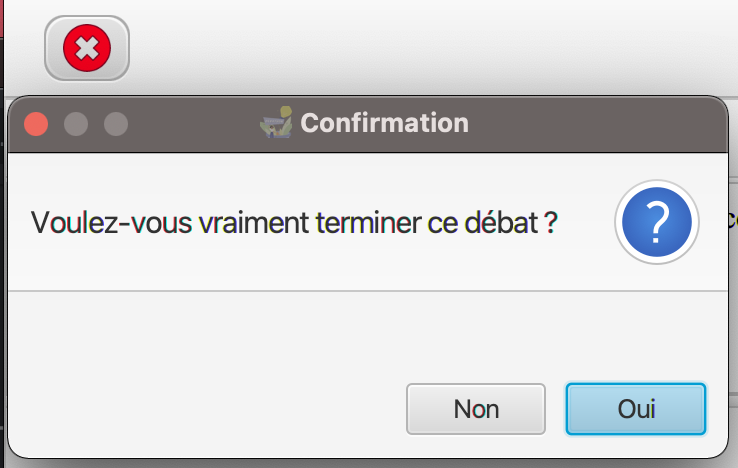 Confirmation
Voulez-vous vraiment terminer ce débat ?
Non
Oui